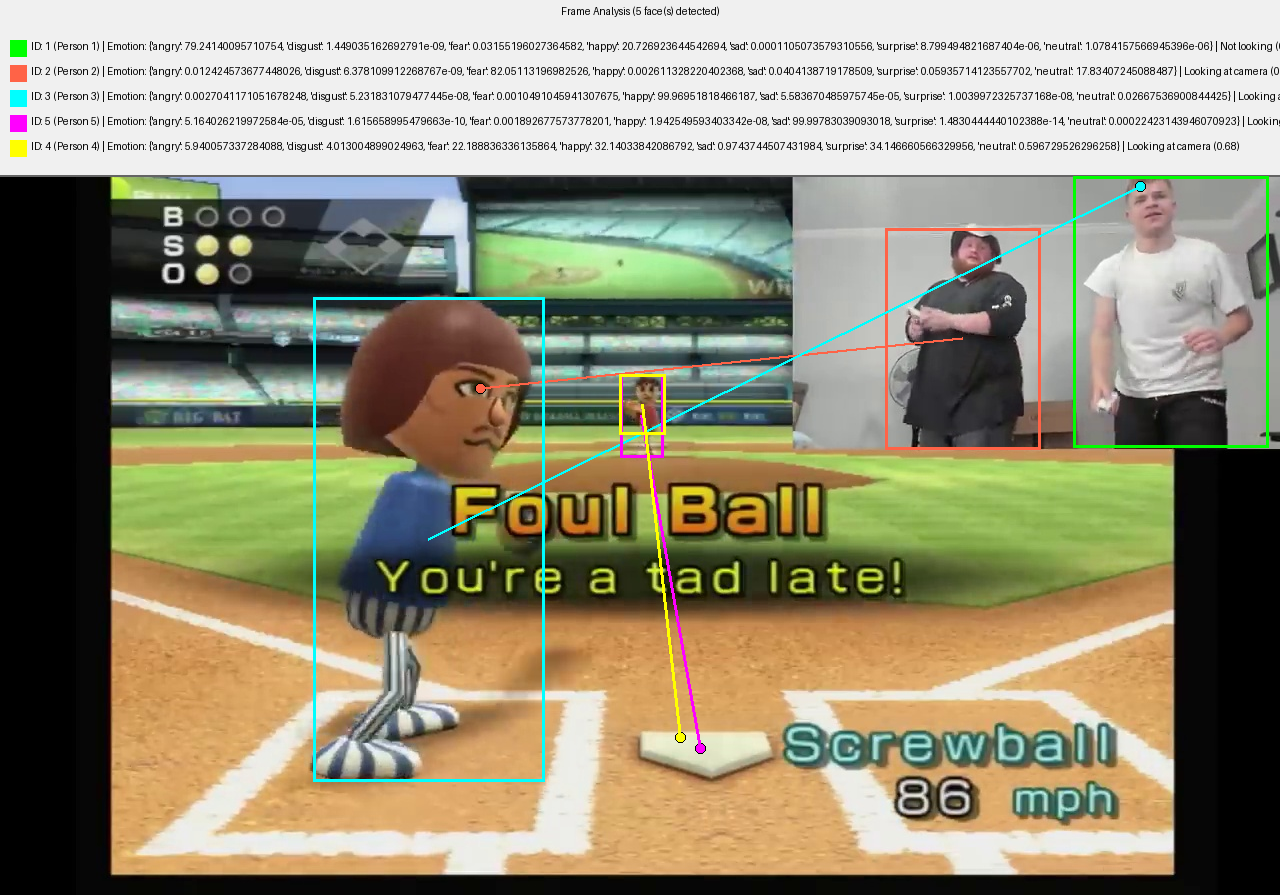 Frame Analysis (5 face(s) detected)
ID: 1 (Person 1) | Emotion: {'angry': 79.24140095710754, 'disgust': 1.449035162692791e-09, 'fear': 0.03155196027364582, 'happy': 20.726923644542694, 'sad': 0.0001105073579310556, 'surprise': 8.799494821687404e-06, 'neutral': 1.0784157566945396e-06} | Not looking (
ID: 2 (Person 2) | Emotion: {'angry': 0.012424573677448026, 'disgust': 6.378109912268767e-09, 'fear': 82.05113196982526, 'happy': 0.002611328220402368, 'sad': 0.0404138719178509, 'surprise': 0.05935714123557702, 'neutral': 17.83407245088487} | Looking at camera (0
ID: 3 (Person 3) | Emotion: {'angry': 0.0027041171051678248, 'disgust': 5.231831079477445e-08, 'fear': 0.0010491045941307675, 'happy': 99.96951818466187, 'sad': 5.583670485975745e-05, 'surprise': 1.0039972325737168e-08, 'neutral': 0.02667536900844425} | Looking a
ID: 5 (Person 5) | Emotion: {'angry': 5.164026219972584e-05, 'disgust': 1.615658995479663e-10, 'fear': 0.001892677573778201, 'happy': 1.942549593403342e-08, 'sad': 99.99783039093018, 'surprise': 1.4830444440102388e-14, 'neutral': 0.00022423143946070923} | Lookin
ID: 4 (Person 4) | Emotion: {'angry': 5.940057337284088, 'disgust': 4.013004899024963, 'fear': 22.188836336135864, 'happy': 32.14033842086792, 'sad': 0.9743744507431984, 'surprise': 34.146660566329956, 'neutral': 0.596729526296258} | Looking at camera (0.68)
B
S
O
BIG BAT
Foul Ball
You're a tad late!
Screwball
86 mph